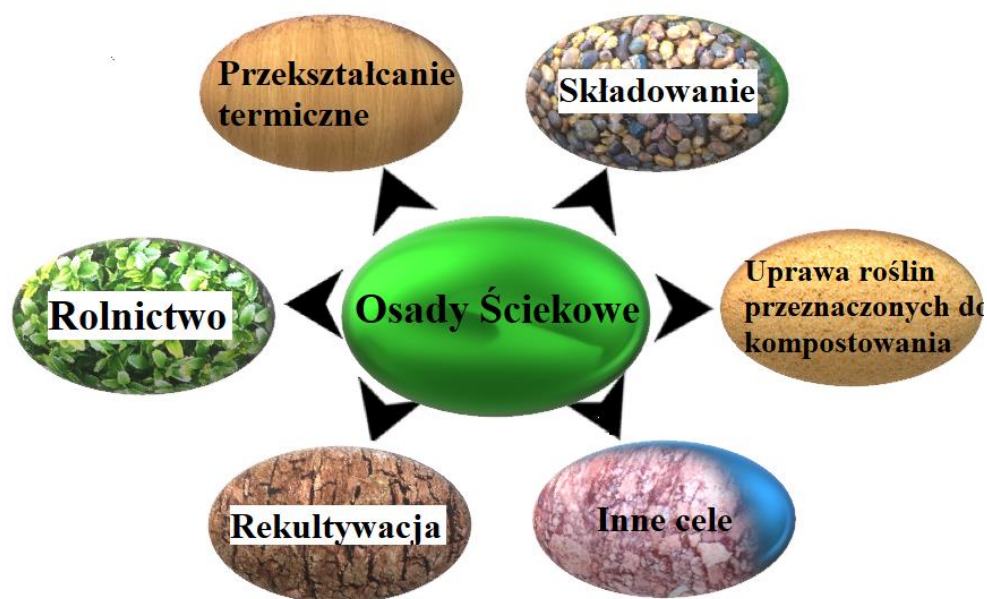 Przekształcanie
termiczne
Składowanie
Rolnictwo
Osady Ściekowe
Uprawa roślin
przeznaczonych do
kompostowania
Rekultywacja
Inne cele